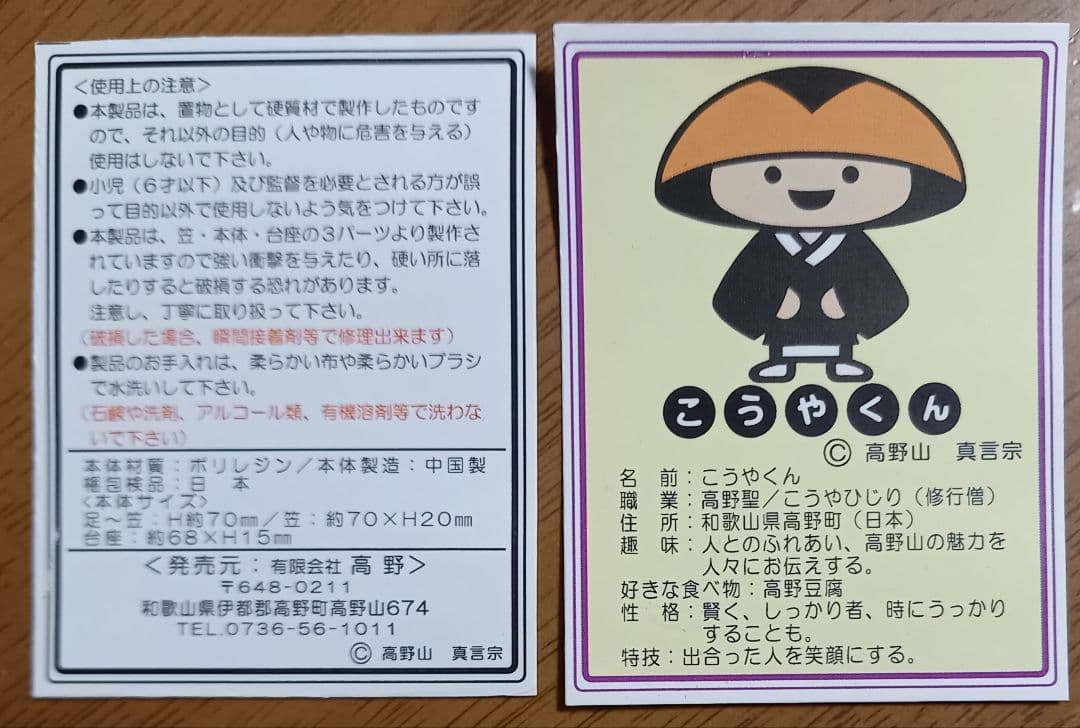 ＜使用上の注意＞
●本製品は、置物として硬質材で製作したものです
ので、それ以外の目的（人や物に危害を与える）
使用はしないで下さい。
●小児（６才以下）及び監督を必要とされる方が誤
って目的以外で使用しないよう気をつけて下さい。
●本製品は、笠・本体・台座の３パーツより製作さ
れていますので強い衝撃を与えたり、硬い所に落
したりすると破損する恐れがあります。
注意し、丁寧に取り扱って下さい。
（破損した場合、瞬間接着剤等で修理出来ます）
●製品のお手入れは、柔らかい布や柔らかいブラシ
で水洗いして下さい。
（石鹸や洗剤、アルコール類、有機溶剤等で洗わな
いで下さい）
本体材質：ポリレジン／本体製造：中国製
梱包検品：日　本
＜本体サイズ＞
足～笠：H約70㎜／笠：約70×H20㎜
台座：約68×H15㎜
＜発売元：有限会社 高野＞
〒648-0211
和歌山県伊都郡高野町高野山674
TEL.0736-56-1011
Ⓒ 高野山　真言宗
こうやくん
Ⓒ 高野山　真言宗
名　前：こうやくん
職　業：高野聖／こうやひじり（修行僧）
住　所：和歌山県高野町（日本）
趣　味：人とのふれあい、高野山の魅力を
人々にお伝えする。
好きな食べ物：高野豆腐
性　格：賢く、しっかり者、時にうっかり
することも。
特技：出合った人を笑顔にする。